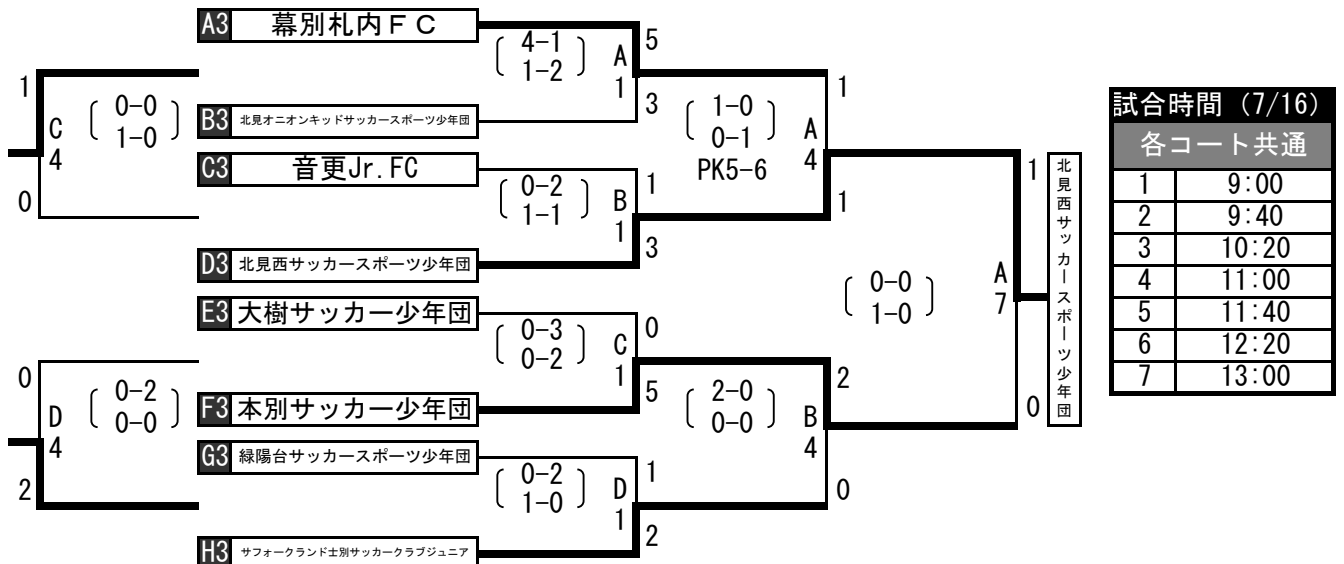 A3 幕別札内FC
4-1
1-2
A
1
5
3
B3 北見オニオンキッドサッカースポーツ少年団
C3 音更Jr.FC
0-2
1-1
B
1
1
3
D3 北見西サッカースポーツ少年団
E3 大樹サッカー少年団
0-3
0-2
C
1
0
5
F3 本別サッカー少年団
G3 緑陽台サッカースポーツ少年団
0-2
1-0
D
1
1
2
H3 サフォークランド士別サッカークラブジュニア
1
0-0
1-0
C
4
0
0
0-2
0-0
D
4
2
1-0
0-1
PK5-6
A
4
1
1
2-0
0-0
B
4
2
0
0-0
1-0
A
7
1
0
北見西サッカースポーツ少年団
試合時間 (7/16)
各コート共通
1 9:00
2 9:40
3 10:20
4 11:00
5 11:40
6 12:20
7 13:00